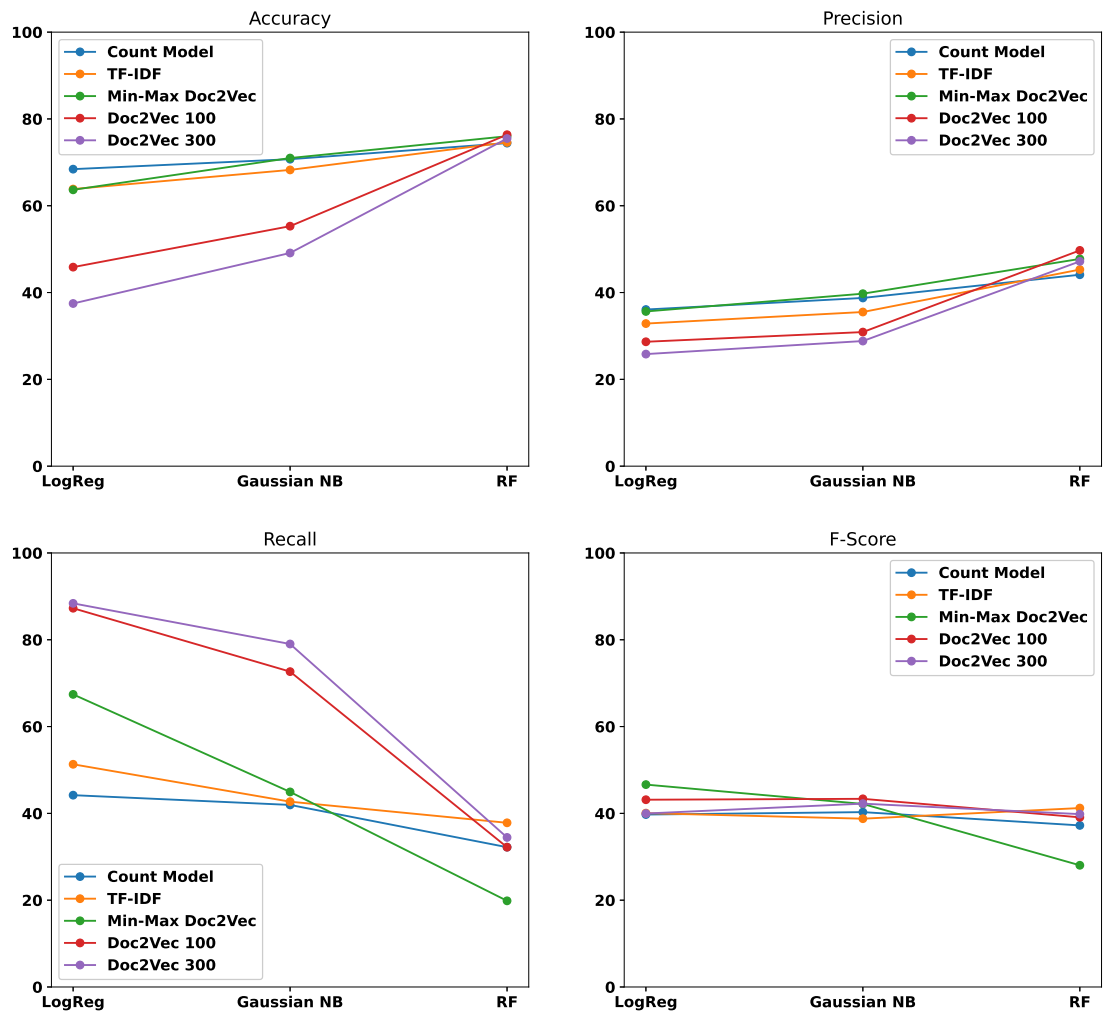 Accuracy
100
80
60
40
20
0
Count Model
TF-IDF
Min-Max Doc2Vec
Doc2Vec 100
Doc2Vec 300
LogReg Gaussian NB RF
Precision
100
80
60
40
20
0
Count Model
TF-IDF
Min-Max Doc2Vec
Doc2Vec 100
Doc2Vec 300
LogReg Gaussian NB RF
Recall
100
80
60
40
20
0
Count Model
TF-IDF
Min-Max Doc2Vec
Doc2Vec 100
Doc2Vec 300
LogReg Gaussian NB RF
F-Score
100
80
60
40
20
0
Count Model
TF-IDF
Min-Max Doc2Vec
Doc2Vec 100
Doc2Vec 300
LogReg Gaussian NB RF